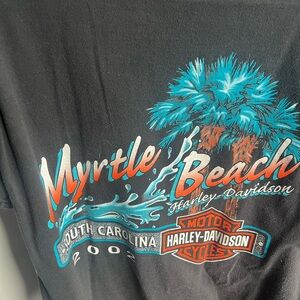 Myrtle Beach
Harley-Davidson
SOUTH CAROLINA
MOTOR
HARLEY-DAVIDSON
CYCLES